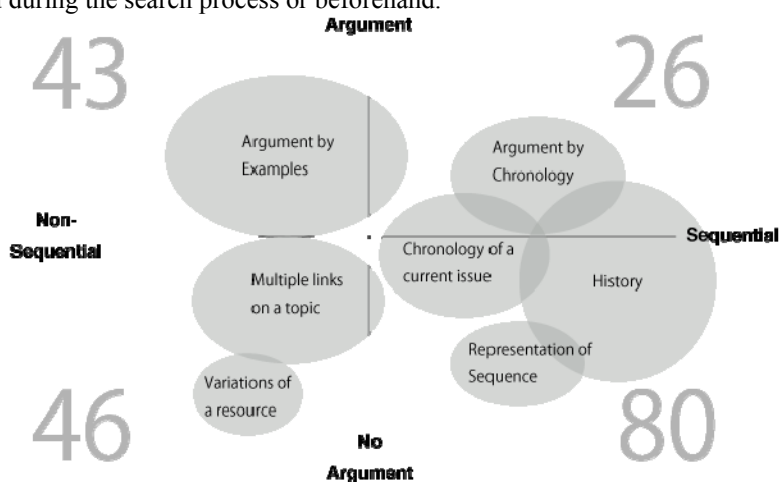 during the search process or beforehand.
Argument
43
26
Argument by
Examples
Argument by
Chronology
Non-
Sequential
Sequential
Chronology of a
current issue
Multiple links
on a topic
History
Representation of
Sequence
Variations of
a resource
46
80
No
Argument